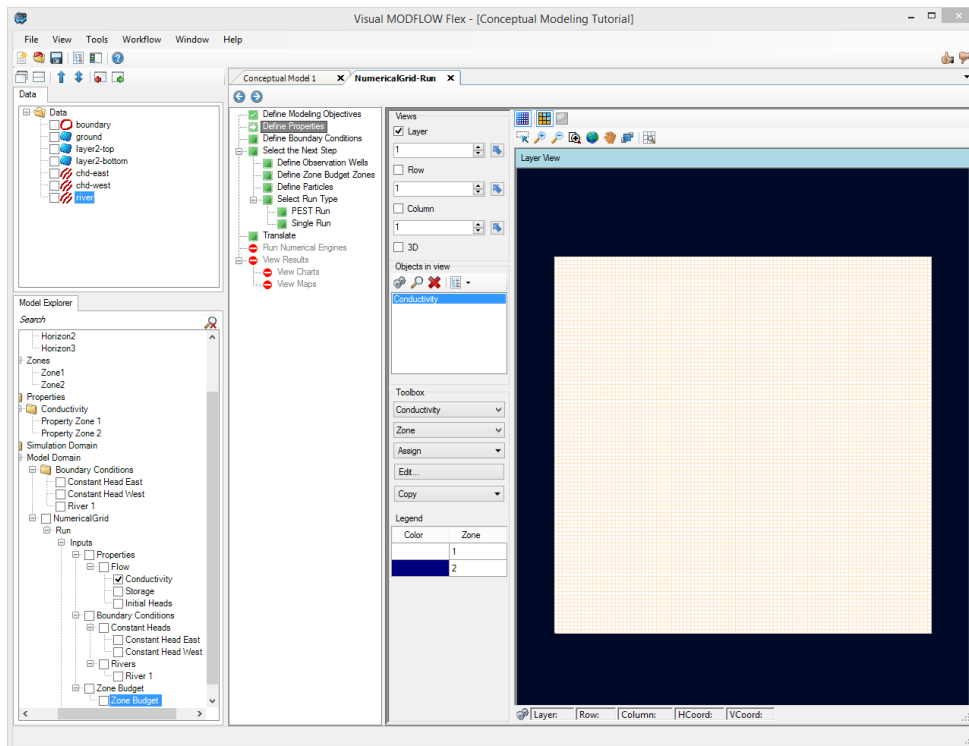 Visual MODFLOW Flex - [Conceptual Modeling Tutorial]
File View Tools Workflow Window Help
Data
Data
boundary
ground
layer2-top
layer2-bottom
chd-east
chd-west
river
Model Explorer
Search
Horizon2
Horizon3
Zones
Zone1
Zone2
Properties
Conductivity
Property Zone 1
Property Zone 2
Simulation Domain
Model Domain
Boundary Conditions
Constant Head East
Constant Head West
River 1
NumericalGrid
Run
Inputs
Properties
Flow
Conductivity
Storage
Initial Heads
Boundary Conditions
Constant Heads
Constant Head East
Constant Head West
Rivers
River 1
Zone Budget
Zone Budget
Conceptual Model 1 NumericalGrid-Run
Define Modeling Objectives
Define Properties
Define Boundary Conditions
Select the Next Step
Define Observation Wells
Define Zone Budget Zones
Define Particles
Select Run Type
PEST Run
Single Run
Translate
Run Numerical Engines
View Results
View Charts
View Maps
Views
Layer
1
Row
1
Column
1
3D
Objects in view
Conductivity
Toolbox
Conductivity
Zone
Assign
Edit...
Copy
Legend
Color Zone
1
2
Layer View
Layer: Row: Column: HCoord: VCoord: